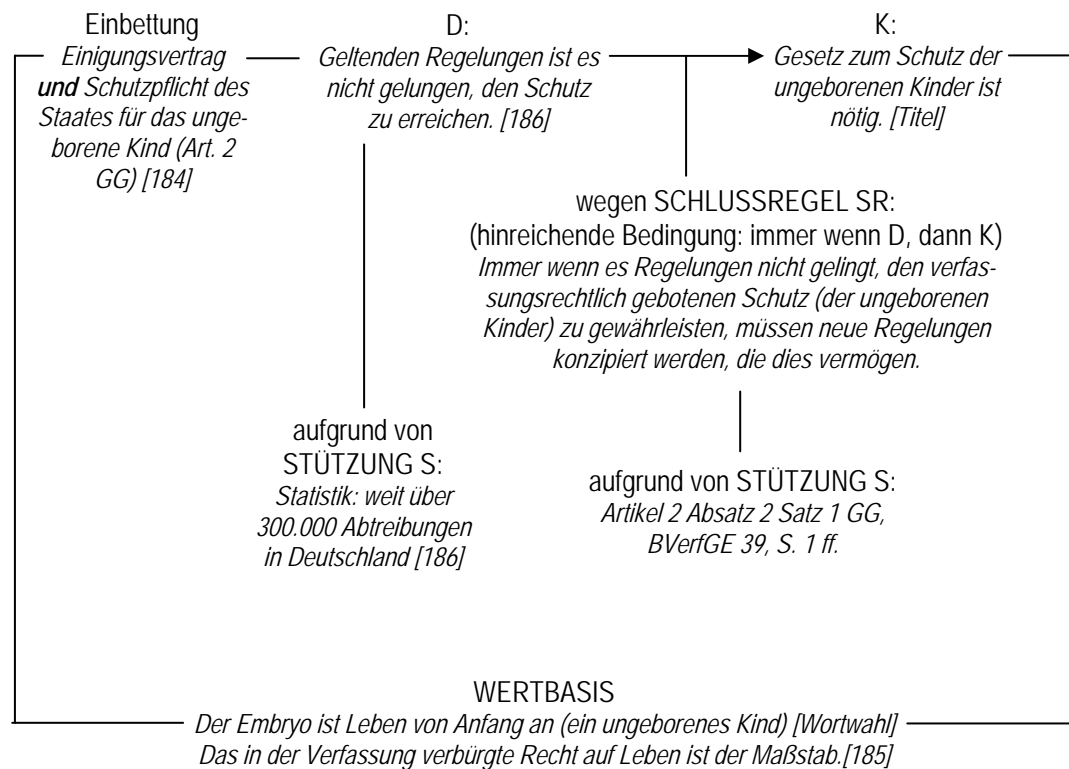 Einbettung
Einigungsvertrag
und Schutzpflicht des
Staates für das unge-
borene Kind (Art. 2
GG) [184]
D:
Geltenden Regelungen ist es
nicht gelungen, den Schutz
zu erreichen. [186]
K:
Gesetz zum Schutz der
ungeborenen Kinder ist
nötig. [Titel]
wegen SCHLUSSREGEL SR:
(hinreichende Bedingung: immer wenn D, dann K)
Immer wenn es Regelungen nicht gelingt, den verfas-
sungsrechtlich gebotenen Schutz (der ungeborenen
Kinder) zu gewährleisten, müssen neue Regelungen
konzipiert werden, die dies vermögen.
aufgrund von
STÜTZUNG S:
Statistik: weit über
300.000 Abtreibungen
in Deutschland [186]
aufgrund von STÜTZUNG S:
Artikel 2 Absatz 2 Satz 1 GG,
BVerfGE 39, S. 1 ff.
WERTBASIS
Der Embryo ist Leben von Anfang an (ein ungeborenes Kind) [Wortwahl]
Das in der Verfassung verbürgte Recht auf Leben ist der Maßstab.[185]